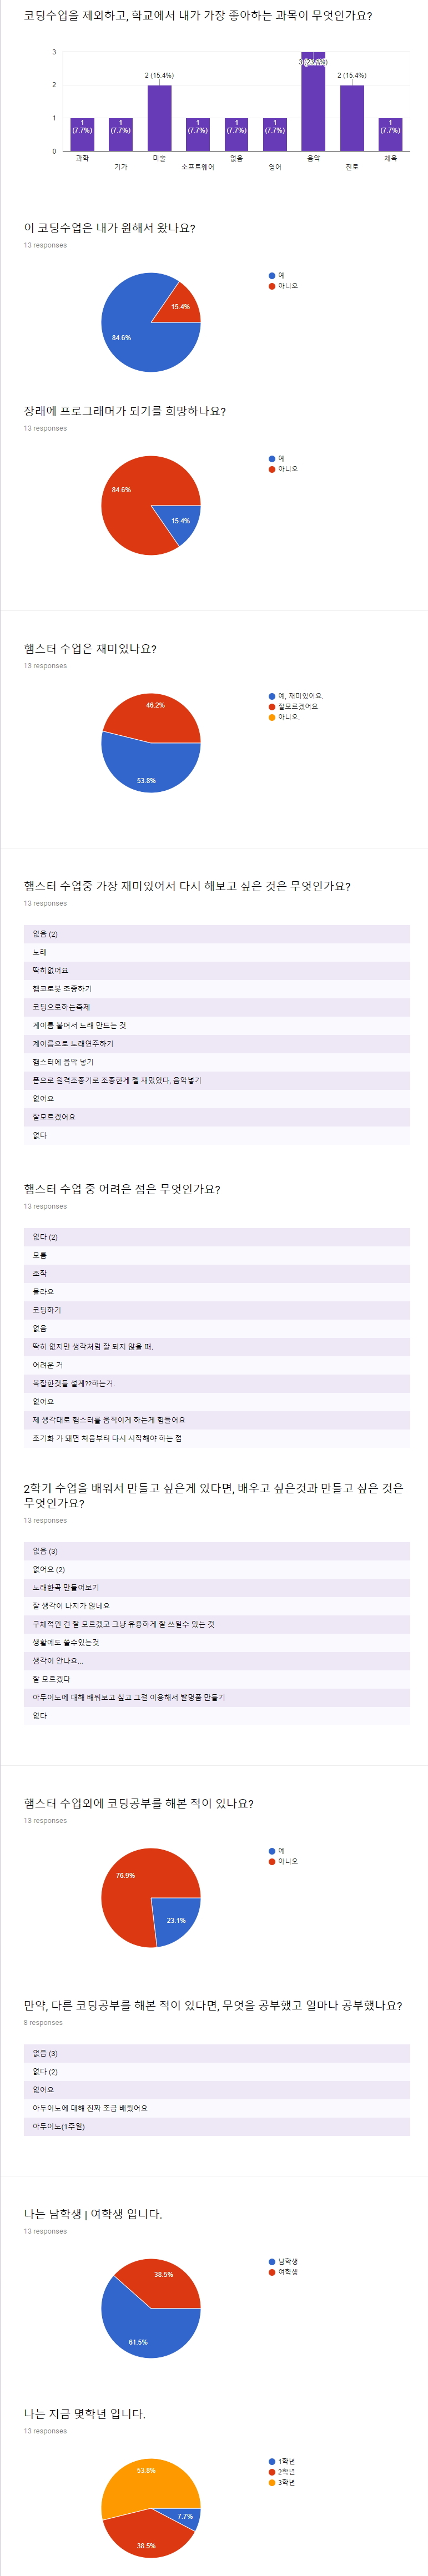 코딩수업을 제외하고, 학교에서 내가 가장 좋아하는 과목이 무엇인가요?
3
2
1
0
1
(7.7%)
1
(7.7%)
2 (15.4%)
1
(7.7%)
1
(7.7%)
1
(7.7%)
3 (23.1%)
2 (15.4%)
1
(7.7%)
과학
기가
미술
소프트웨어
없음
영어
음악
진로
체육
이 코딩수업은 내가 원해서 왔나요?
13 responses
예
아니오
15.4%
84.6%
장래에 프로그래머가 되기를 희망하나요?
13 responses
예
아니오
84.6%
15.4%
햄스터 수업은 재미있나요?
13 responses
예, 재미있어요.
잘모르겠어요.
아니오.
46.2%
53.8%
햄스터 수업중 가장 재미있어서 다시 해보고 싶은 것은 무엇인가요?
13 responses
없음 (2)
노래
딱히없어요
햄코로봇 조종하기
코딩으로하는축제
계이름 붙여서 노래 만드는 것
계이름으로 노래연주하기
햄스터에 음악 넣기
폰으로 원격조종기로 조종한게 젤 재밌었다, 음악넣기
없어요
잘모르겠어요
없다
햄스터 수업 중 어려은 점은 무엇인가요?
13 responses
없다 (2)
모름
조작
몰라요
코딩하기
없음
딱히 없지만 생각처럼 잘 되지 않을 때.
어려운 거
복잡한것들 설계??하는거.
없어요
제 생각대로 햄스터를 움직이게 하는게 힘들어요
초기화 가 돼면 처음부터 다시 시작해야 하는 점
2학기 수업을 배워서 만들고 싶은게 있다면, 배우고 싶은것과 만들고 싶은 것은
무엇인가요?
13 responses
없음 (3)
없어요 (2)
노래한곡 만들어보기
잘 생각이 나지가 않네요
구체적인 건 잘 모르겠고 그냥 유용하게 잘 쓰일수 있는 것
생활에도 쓸수있는것
생각이 안나요...
잘 모르겠다
아두이노에 대해 배워보고 싶고 그걸 이용해서 발명품 만들기
없다
햄스터 수업외에 코딩공부를 해본 적이 있나요?
13 responses
예
아니오
76.9%
23.1%
만약, 다른 코딩공부를 해본 적이 있다면, 무엇을 공부했고 얼마나 공부했나요?
8 responses
없음 (3)
없다 (2)
없어요
아두이노에 대해 진짜 조금 배웠어요
아두이노(1주일)
나는 남학생 | 여학생 입니다.
13 responses
남학생
여학생
38.5%
61.5%
나는 지금 몇학년 입니다.
13 responses
1학년
2학년
3학년
53.8%
7.7%
38.5%